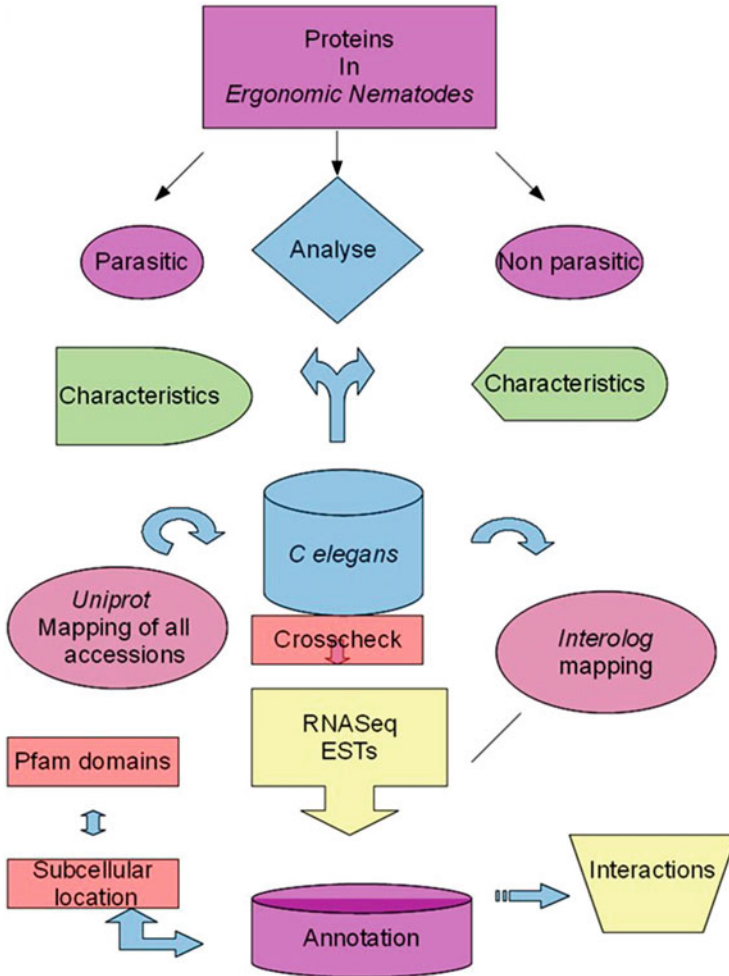 Proteins
In
Ergonomic Nematodes
Parasitic
Analyse
Non parasitic
Characteristics
Characteristics
C elegans
Uniprot
Mapping of all
accessions
Crosscheck
Interolog
mapping
RNASeq
ESTs
Pfam domains
Subcellular
location
Interactions
Annotation